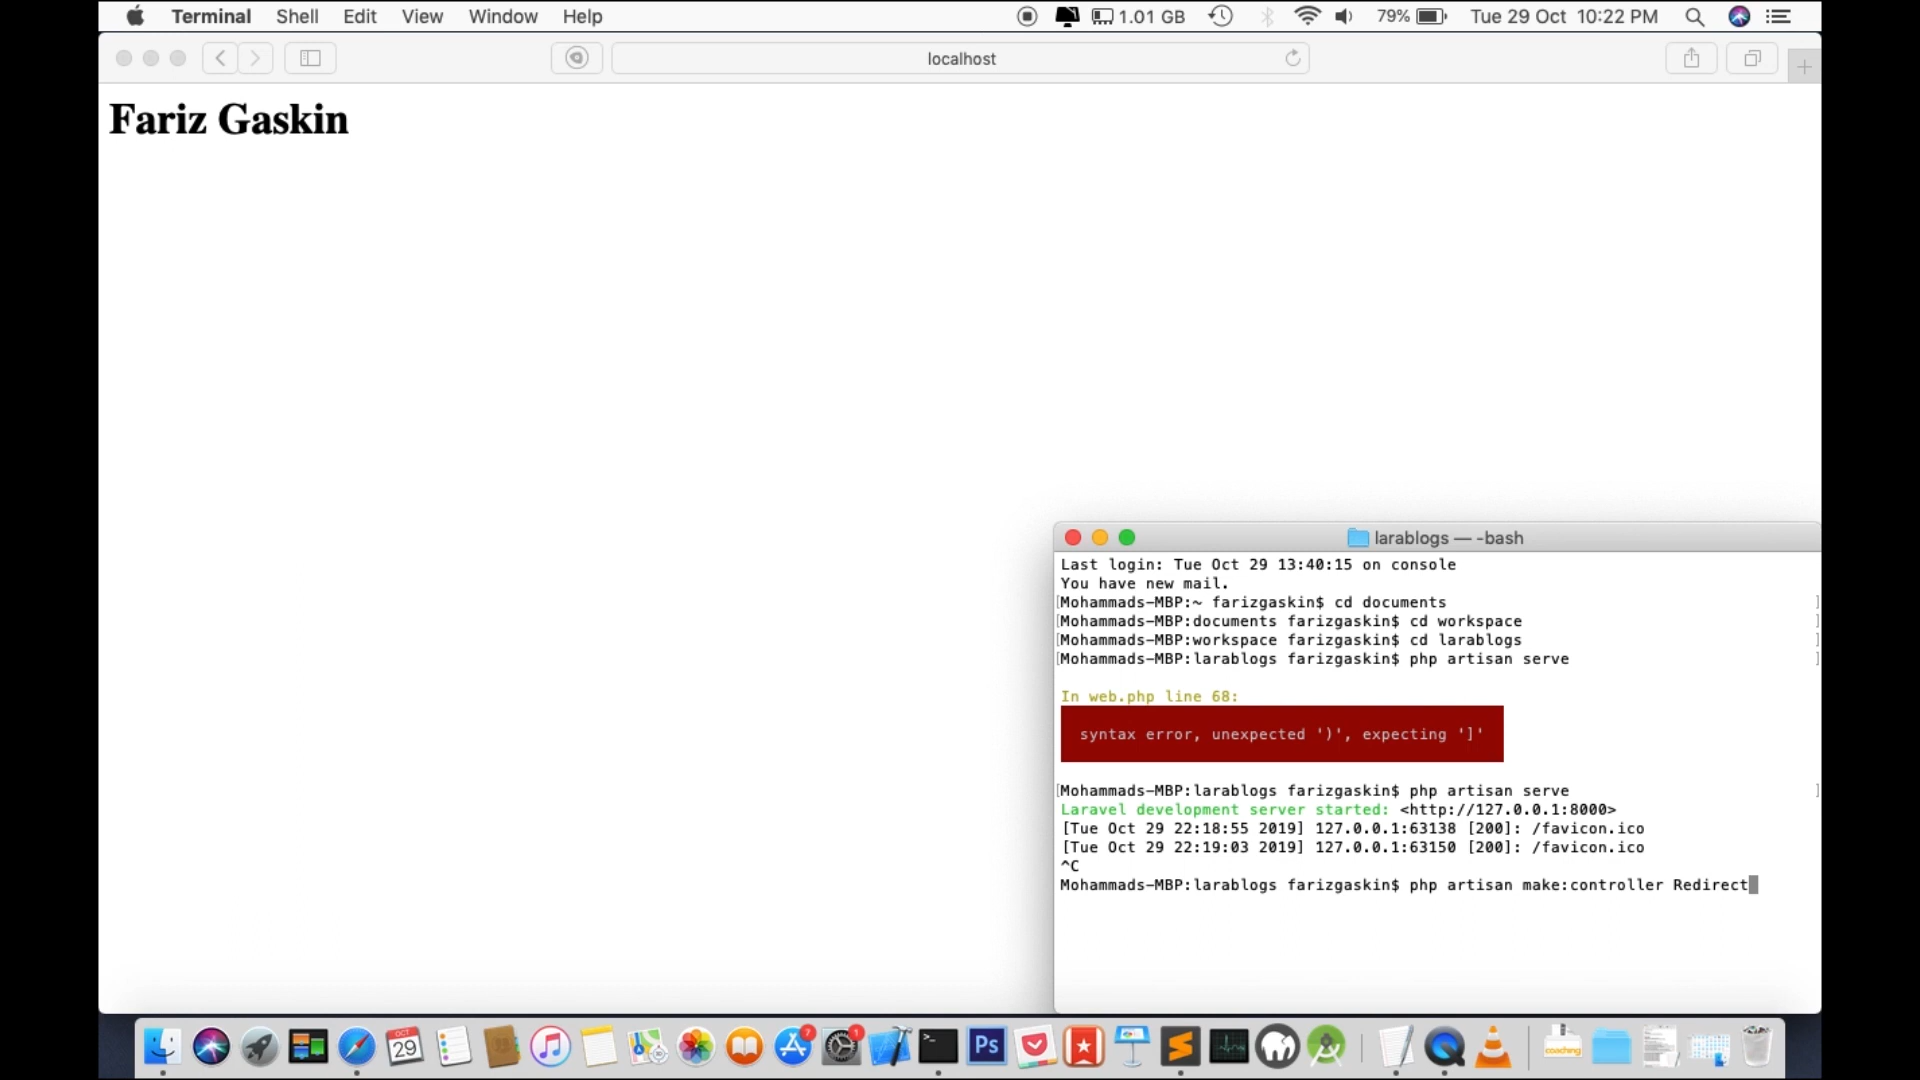 Terminal Shell Edit View Window Help 1.01 GB 79% Tue 29 Oct 10:22 PM
localhost
Fariz Gaskin
larablogs — -bash
Last login: Tue Oct 29 13:40:15 on console
You have new mail.
[Mohammads-MBP:~ farizgaskin$ cd documents ]
[Mohammads-MBP:documents farizgaskin$ cd workspace ]
[Mohammads-MBP:workspace farizgaskin$ cd larablogs ]
[Mohammads-MBP:larablogs farizgaskin$ php artisan serve ]
In web.php line 68:
syntax error, unexpected ')', expecting ']'
[Mohammads-MBP:larablogs farizgaskin$ php artisan serve ]
Laravel development server started: <http://127.0.0.1:8000>
[Tue Oct 29 22:18:55 2019] 127.0.0.1:63138 [200]: /favicon.ico
[Tue Oct 29 22:19:03 2019] 127.0.0.1:63150 [200]: /favicon.ico
^C
Mohammads-MBP:larablogs farizgaskin$ php artisan make:controller Redirect
OCT 29 7 1 >_ Ps coaching